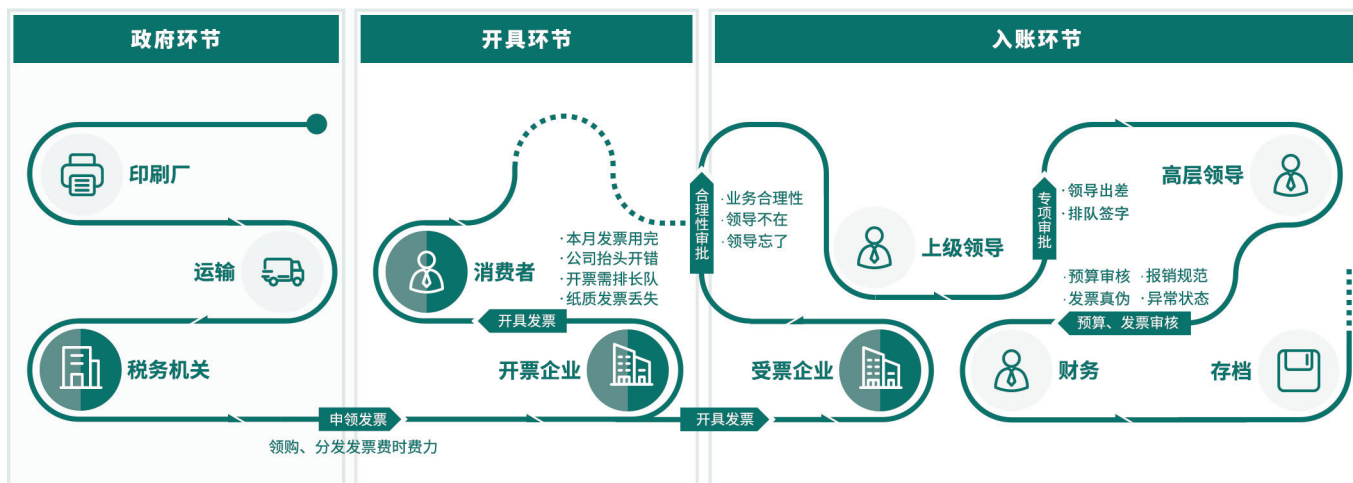 政府环节
印刷厂
运输
税务机关
申领发票
领购、分发发票费时费力
开具环节
消费者
·本月发票用完
·公司抬头开错
·开票需排长队
·纸质发票丢失
开具发票
开票企业
开具发票
入账环节
合理性审批
·业务合理性
·领导不在
·领导忘了
受票企业
上级领导
专项审批
·领导出差
·排队签字
高层领导
·预算审核 ·报销规范
·发票真伪 ·异常状态
预算、发票审核
财务
存档